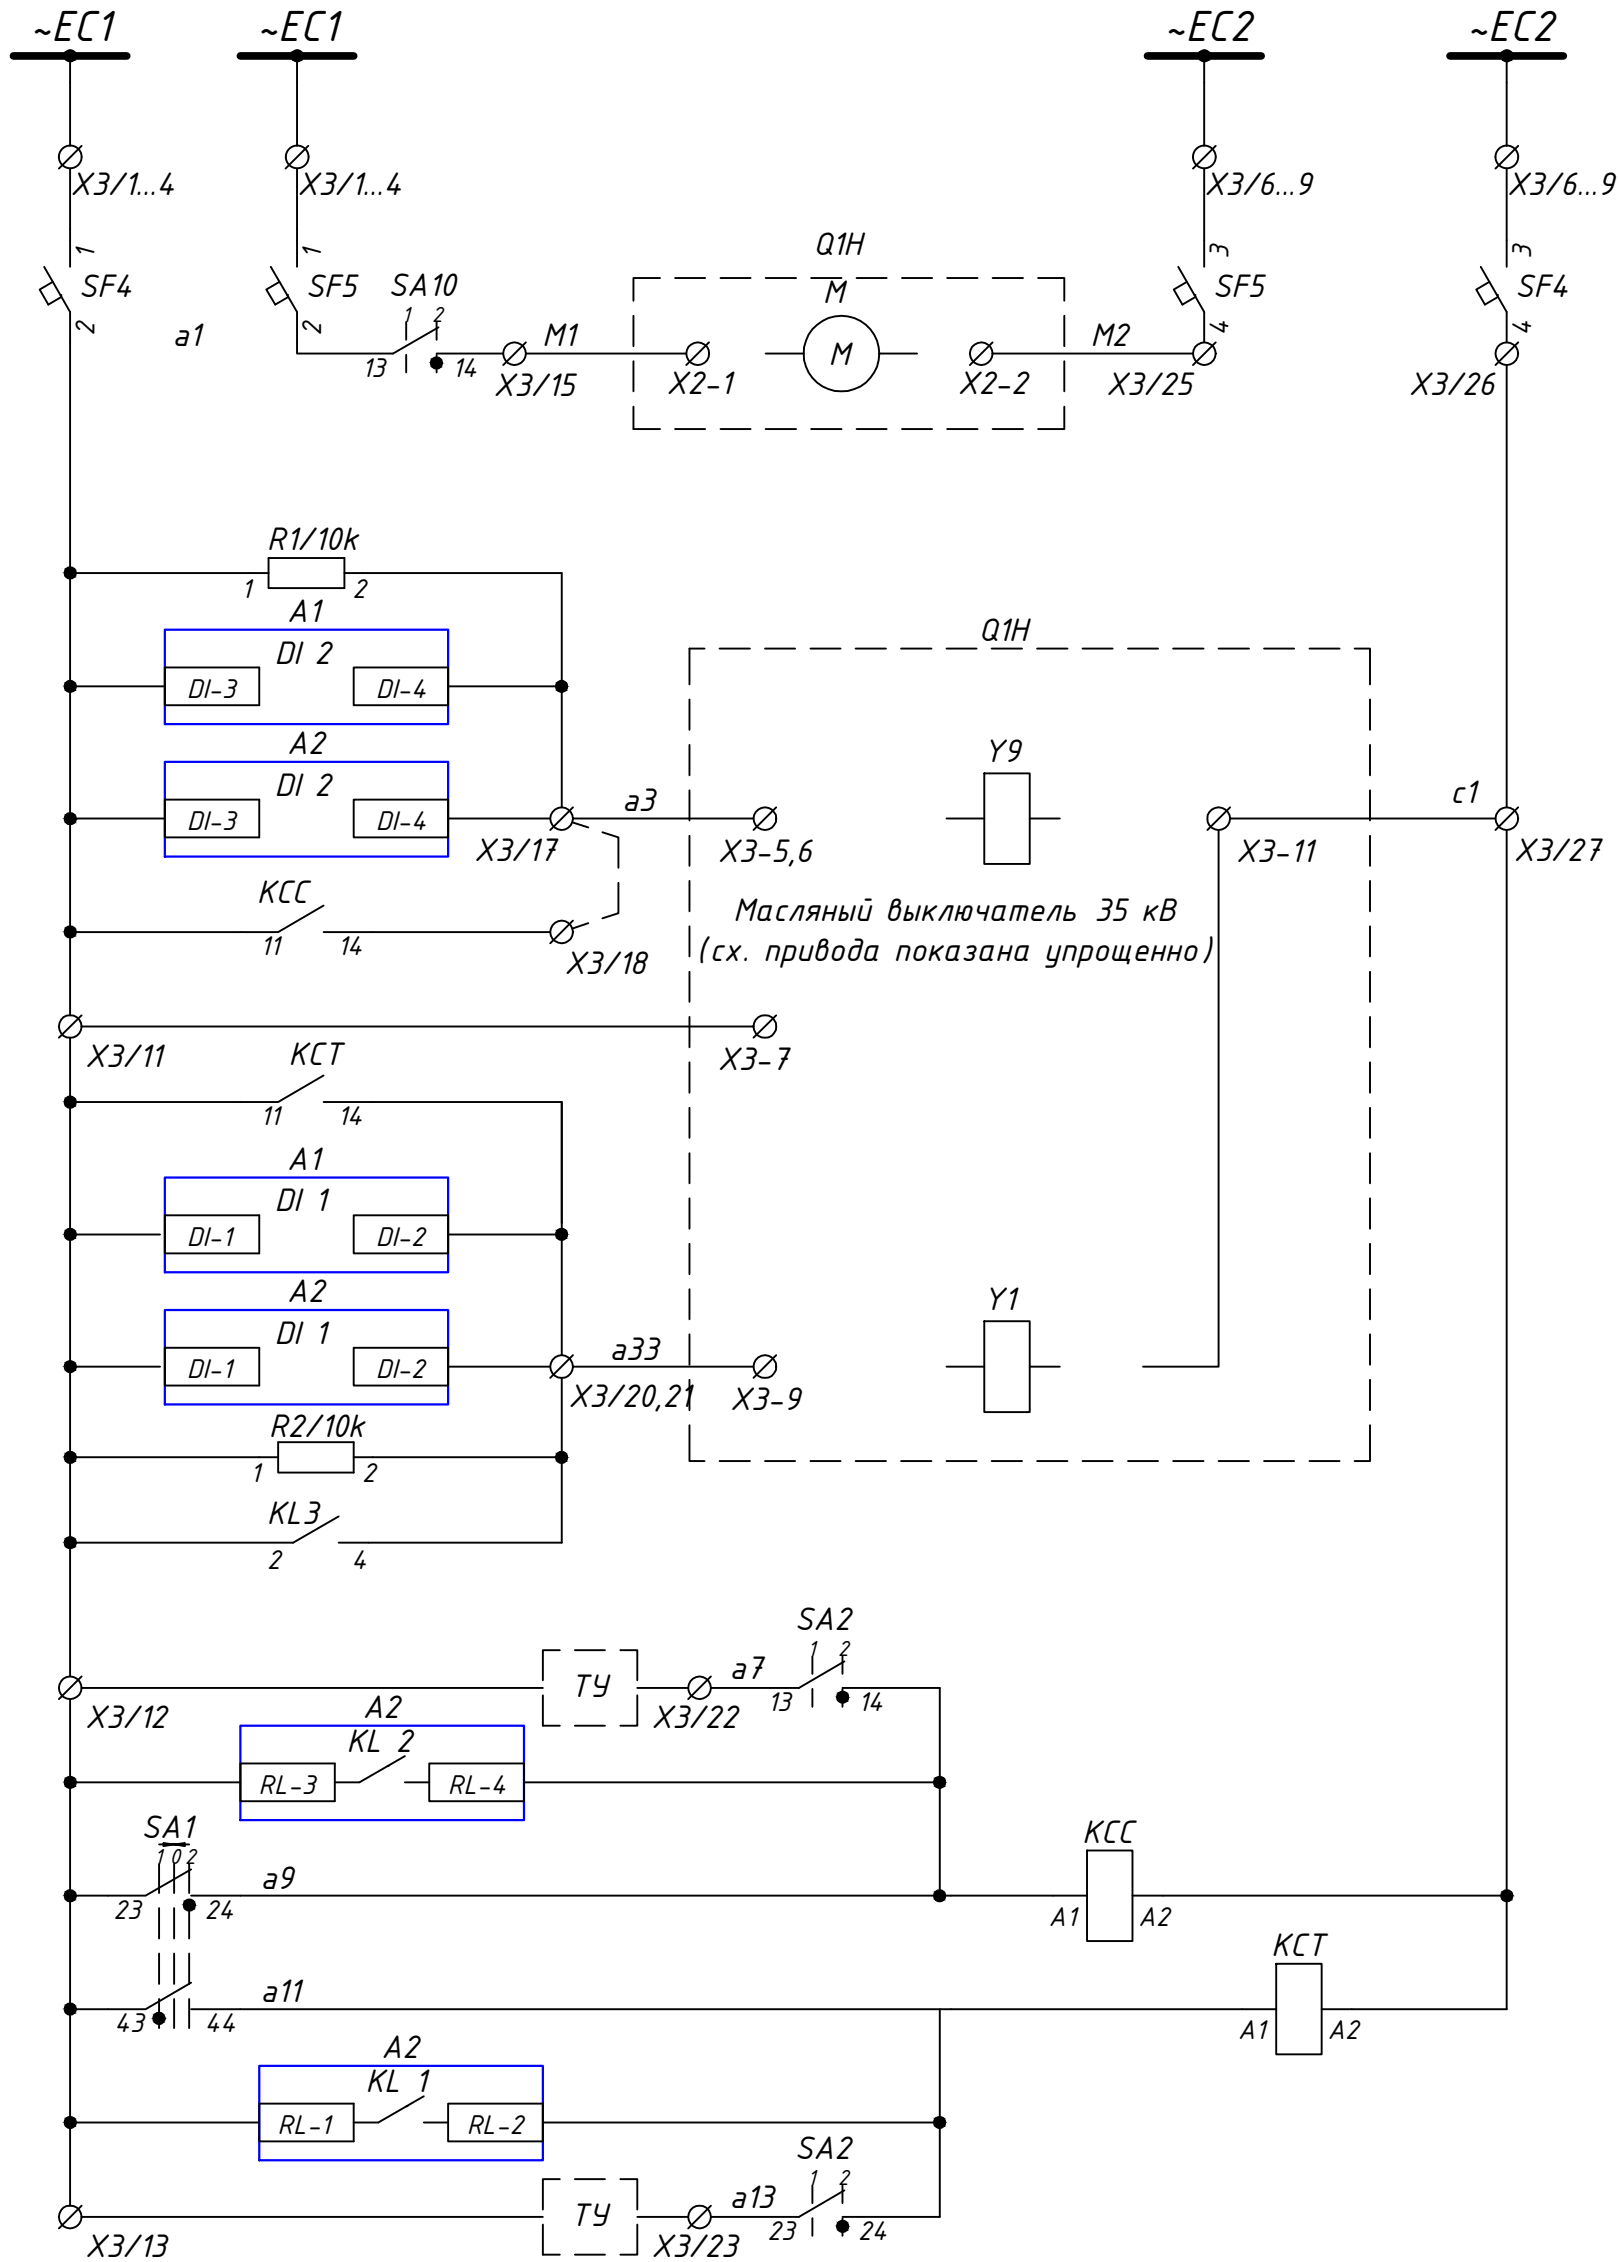 ~EC1
~EC1
~EC2
~EC2
X3/1...4
X3/1...4
X3/6...9
X3/6...9
1
SF4
2
a1
1
SF5
2
SA10
1 2
13
14
X3/15
M1
Q1H
M
M
X2-1
X2-2
M2
3
SF5
4
X3/25
3
SF4
4
X3/26
R1/10k
1
2
A1
DI 2
DI-3
DI-4
A2
DI 2
DI-3
DI-4
X3/17
a3
Q1H
Y9
X3-5,6
X3-11
c1
X3/27
KCC
11
14
X3/18
Масляный выключатель 35 кВ
(сх. привода показана упрощенно)
X3/11
X3-7
KCT
11
14
A1
DI 1
DI-1
DI-2
A2
DI 1
DI-1
DI-2
a33
X3/20,21
X3-9
Y1
R2/10k
1
2
KL3
2
4
X3/12
ТУ
X3/22
a7
SA2
1 2
13
14
A2
KL 2
RL-3
RL-4
SA1
1 0 2
23
24
a9
KCC
A1
A2
43
44
a11
KCT
A1
A2
A2
KL 1
RL-1
RL-2
X3/13
ТУ
X3/23
a13
SA2
1 2
23
24